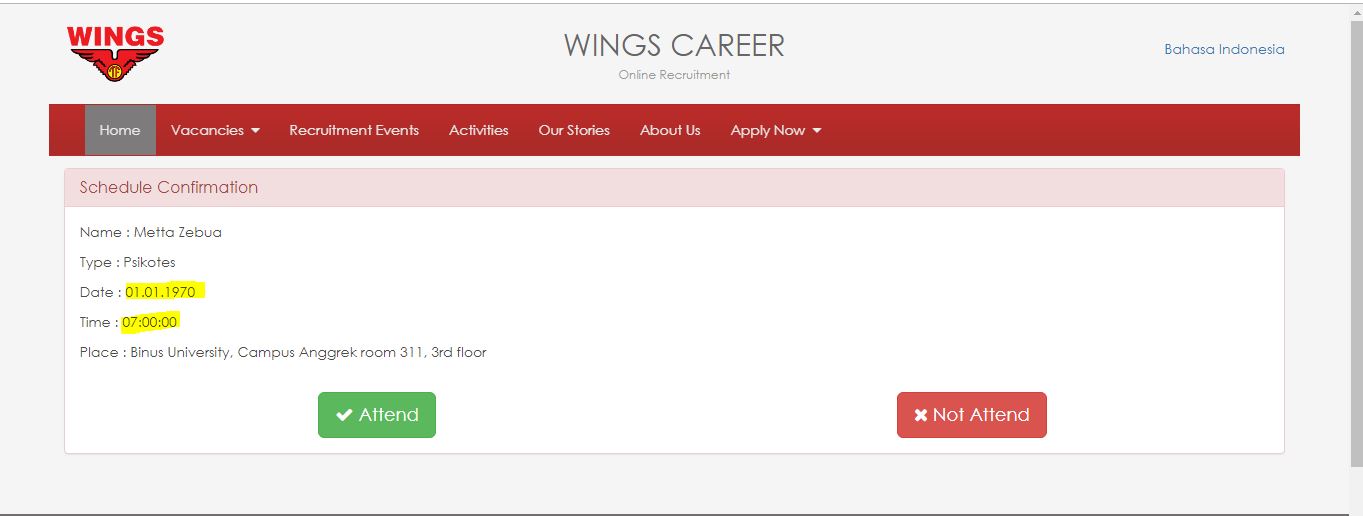 WINGS
WINGS CAREER
Online Recruitment
Bahasa Indonesia
Home Vacancies Recruitment Events Activities Our Stories About Us Apply Now
Schedule Confirmation
Name : Metta Zebua
Type : Psikotes
Date : 01.01.1970
Time : 07:00:00
Place : Binus University, Campus Anggrek room 311, 3rd floor
Attend Not Attend